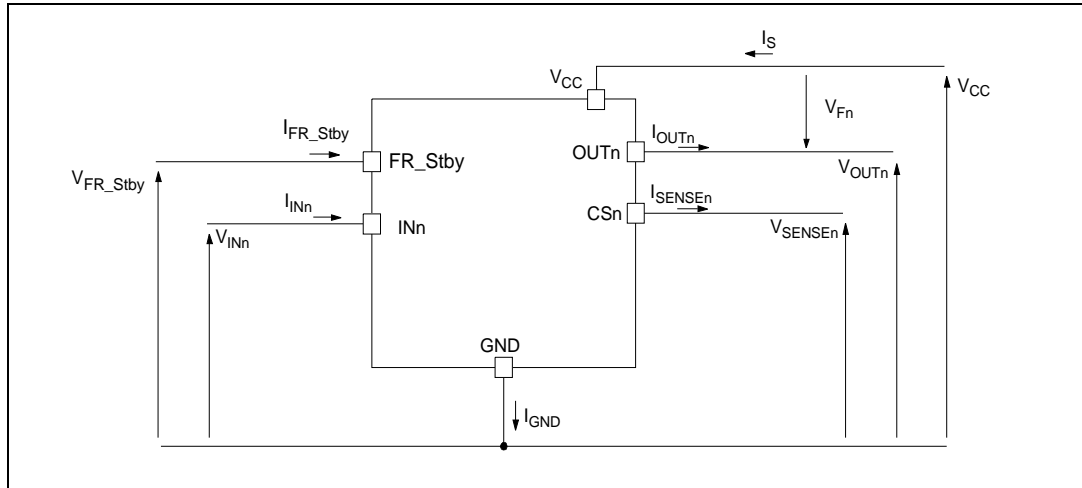 I_S
V_CC
V_CC
V_Fn
I_FR_Stby
I_OUTn
FR_Stby
OUTn
V_FR_Stby
V_OUTn
I_INn
I_SENSEn
INn
CSn
V_INn
V_SENSEn
GND
I_GND